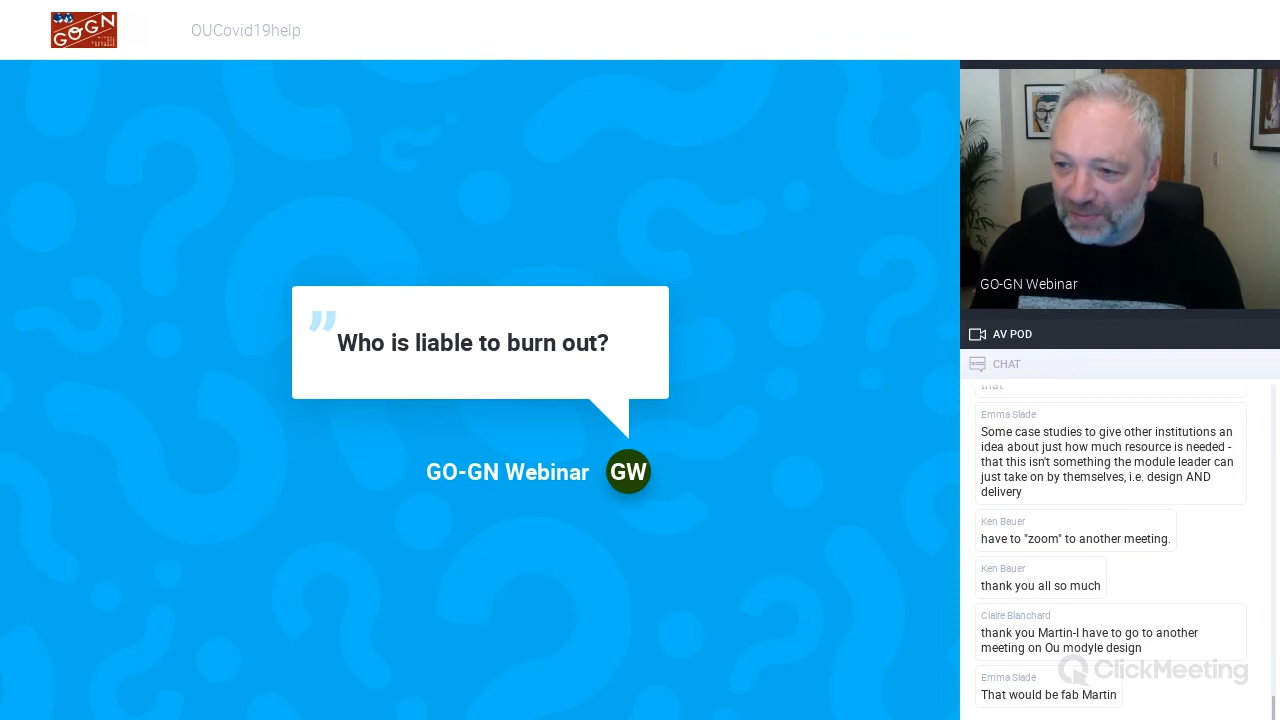 GOGN
OUCovid19help
”
Who is liable to burn out?
GO-GN Webinar
GW
GO-GN Webinar
AV POD
CHAT
that
Emma Slade
Some case studies to give other institutions an
idea about just how much resource is needed -
that this isn't something the module leader can
just take on by themselves, i.e. design AND
delivery
Ken Bauer
have to "zoom" to another meeting.
Ken Bauer
thank you all so much
Claire Blanchard
thank you Martin-I have to go to another
meeting on Ou modyle design
Emma Slade
That would be fab Martin
ClickMeeting